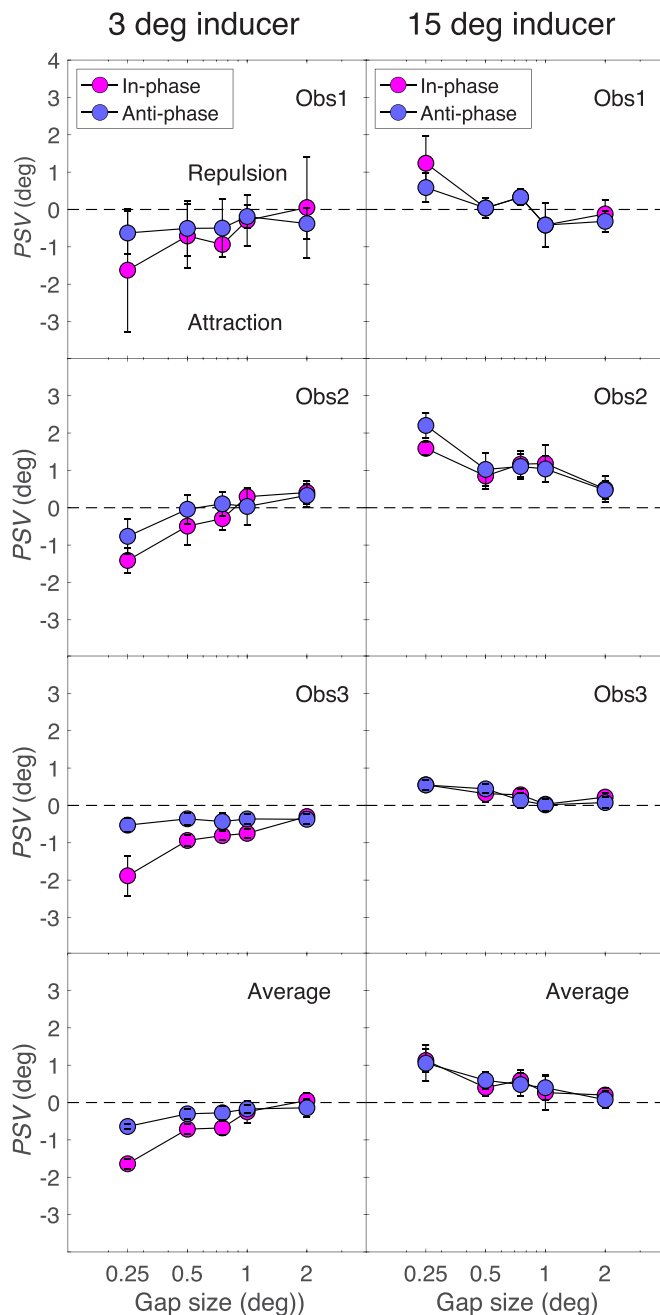 3 deg inducer
15 deg inducer
4
3
2
1
0
-1
-2
-3
PSV (deg)
In-phase
Anti-phase
Obs1
Repulsion
Attraction
In-phase
Anti-phase
Obs1
3
2
1
0
-1
-2
-3
PSV (deg)
Obs2
Obs2
3
2
1
0
-1
-2
-3
PSV (deg)
Obs3
Obs3
3
2
1
0
-1
-2
-3
PSV (deg)
Average
Average
0.25 0.5 1 2
Gap size (deg))
0.25 0.5 1 2
Gap size (deg)